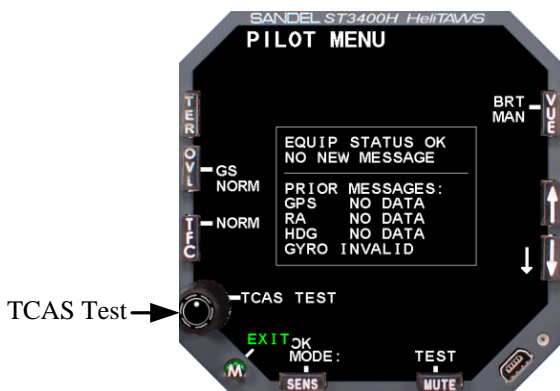 SANDEL ST3400H HeliTAWS
PILOT MENU
TER
BRT
MAN
VUE
EQUIP STATUS OK
NO NEW MESSAGE
OVL
GS
NORM
PRIOR MESSAGES:
GPS NO DATA
RA NO DATA
HDG NO DATA
GYRO INVALID
TFC
NORM
TCAS TEST
TCAS Test
EXIT
OK
MODE:
TEST
M
SENS
MUTE